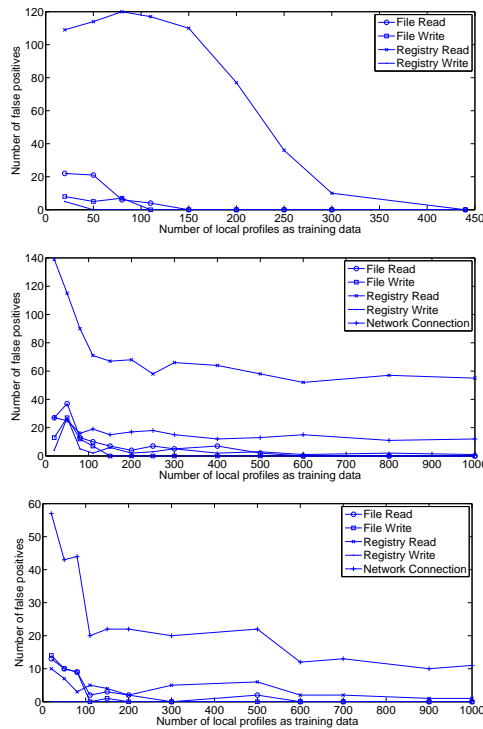 120
100
80
60
40
20
0
Number of false positives
0 50 100 150 200 250 300 350 400 450
Number of local profiles as training data
File Read
File Write
Registry Read
Registry Write
140
120
100
80
60
40
20
0
Number of false positives
0 100 200 300 400 500 600 700 800 900 1000
Number of local profiles as training data
File Read
File Write
Registry Read
Registry Write
Network Connection
60
50
40
30
20
10
0
Number of false positives
0 100 200 300 400 500 600 700 800 900 1000
Number of local profiles as training data
File Read
File Write
Registry Read
Registry Write
Network Connection